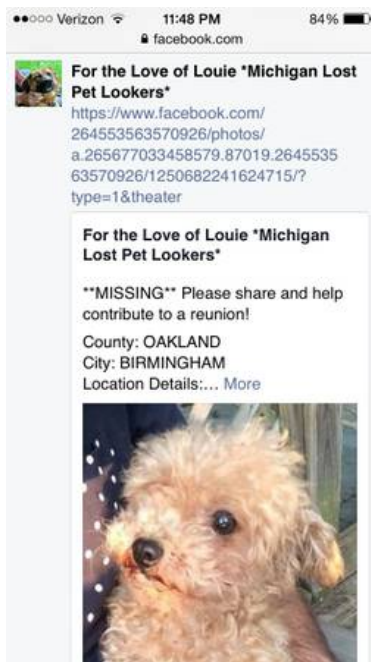 Verizon 11:48 PM 84%
facebook.com
For the Love of Louie *Michigan Lost
Pet Lookers*
https://www.facebook.com/
264553563570926/photos/
a.265677033458579.87019.2645535
63570926/1250682241624715/?
type=1&theater
For the Love of Louie *Michigan
Lost Pet Lookers*
**MISSING** Please share and help
contribute to a reunion!
County: OAKLAND
City: BIRMINGHAM
Location Details:... More